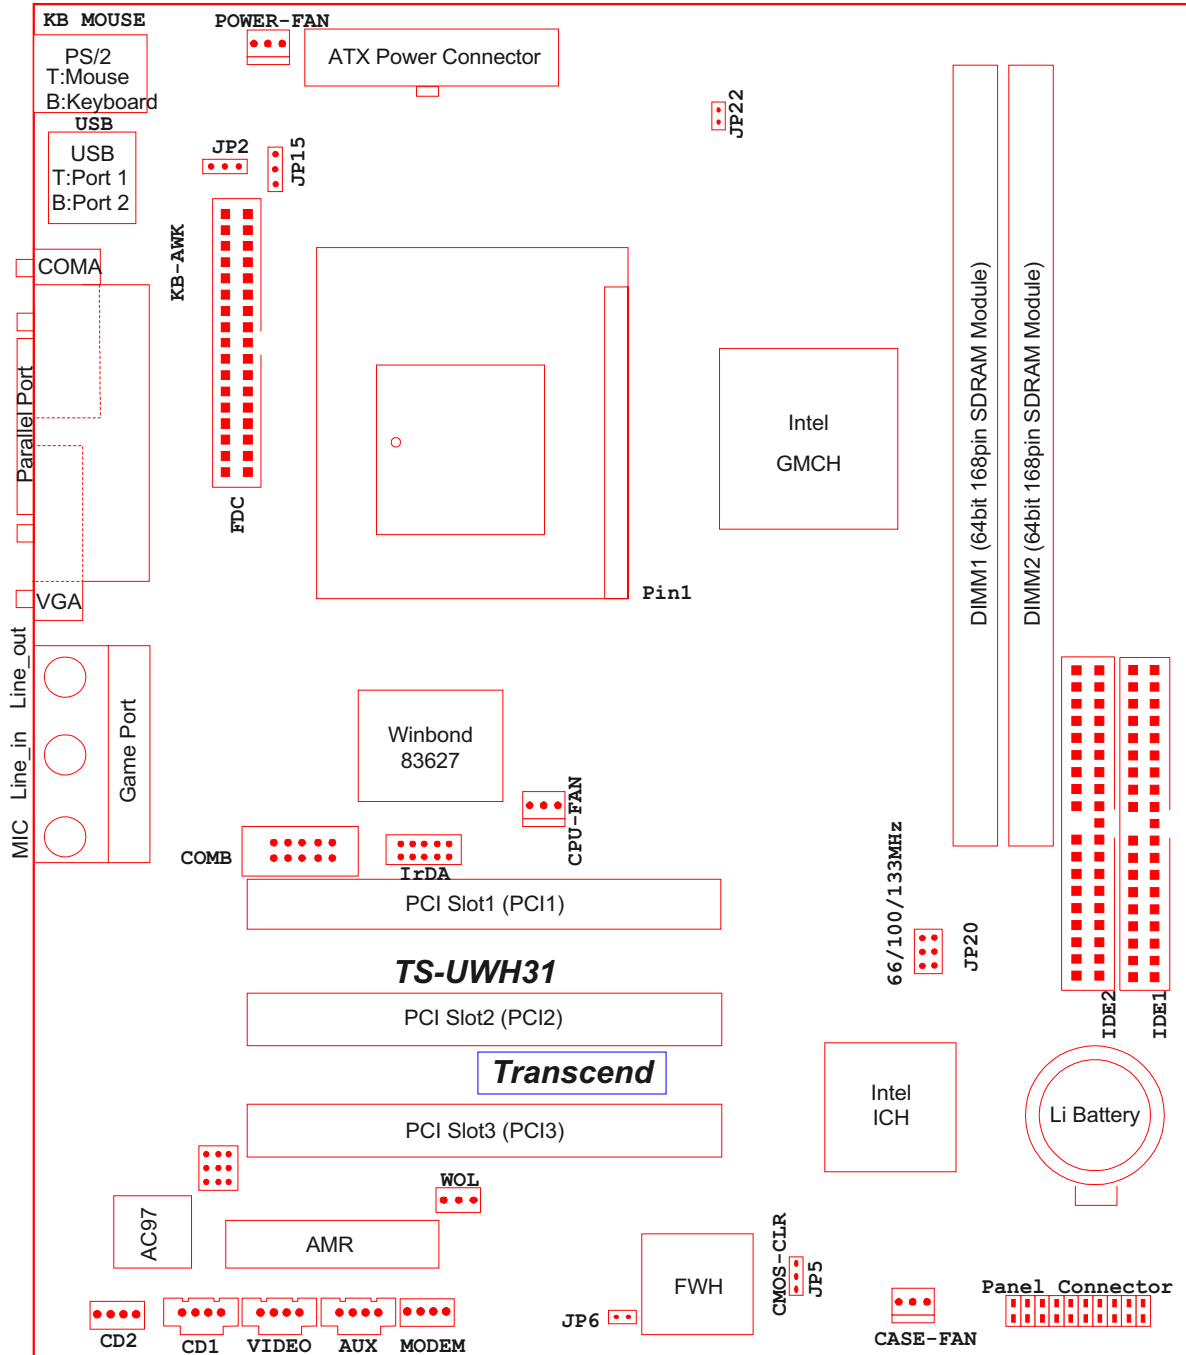 KB MOUSE
POWER-FAN
PS/2
T:Mouse
B:Keyboard
ATX Power Connector
USB
USB
T:Port 1
B:Port 2
JP2
JP15
JP22
KB-AWK
COMA
Parallel Port
FDC
VGA
Intel
GMCH
DIMM1 (64bit 168pin SDRAM Module)
DIMM2 (64bit 168pin SDRAM Module)
Pin1
Line_out
Line_in
MIC
Game Port
Winbond
83627
CPU-FAN
COMB
IrDA
PCI Slot1 (PCI1)
66/100/133MHz
JP20
TS-UWH31
PCI Slot2 (PCI2)
IDE2
IDE1
Transcend
Intel
ICH
Li Battery
PCI Slot3 (PCI3)
WOL
AC97
AMR
FWH
CMOS-CLR
JP5
Panel Connector
JP6
CASE-FAN
CD2
CD1
VIDEO
AUX
MODEM